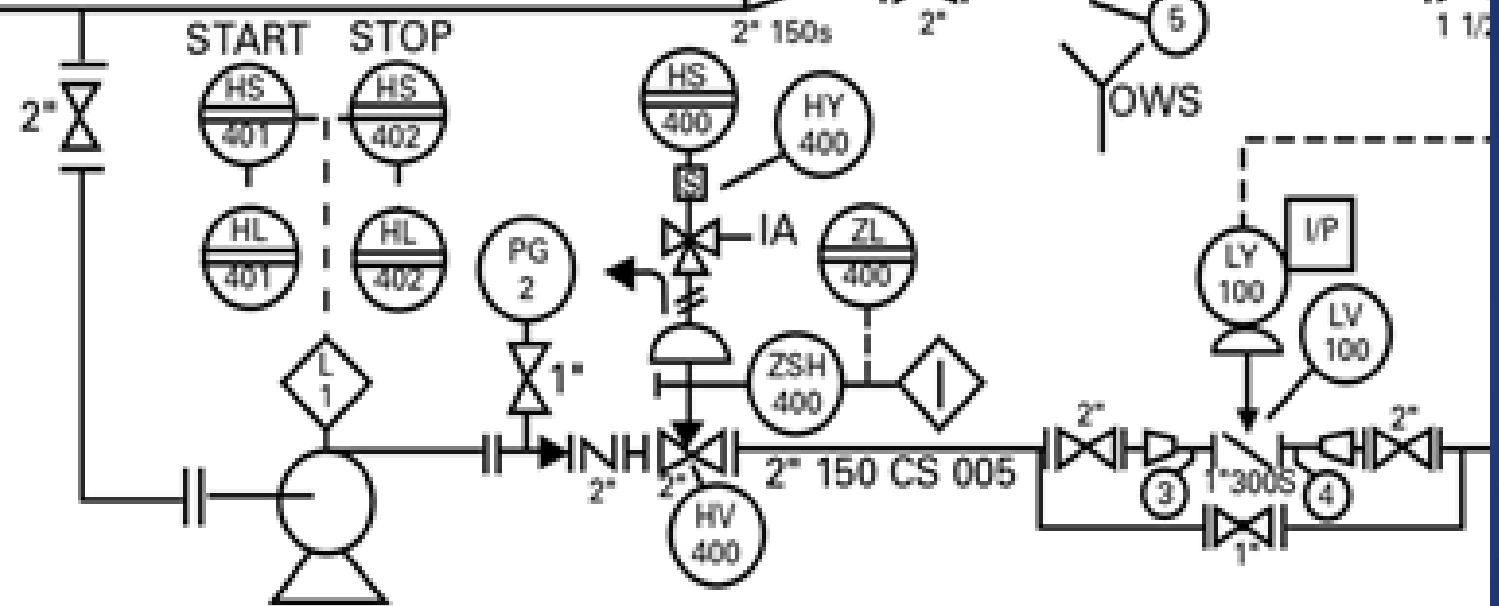 5
2" 150s
2"
1 1/2
START STOP
HS
401
HS
402
HS
400
HY
400
OWS
2"
S
HL
401
HL
402
PG
2
IA
ZL
400
I/P
LY
100
LV
100
L
1
1"
ZSH
400
I
2"
2"
2"
2"
2" 150 CS 005
3
1"300S
4
HV
400
1"